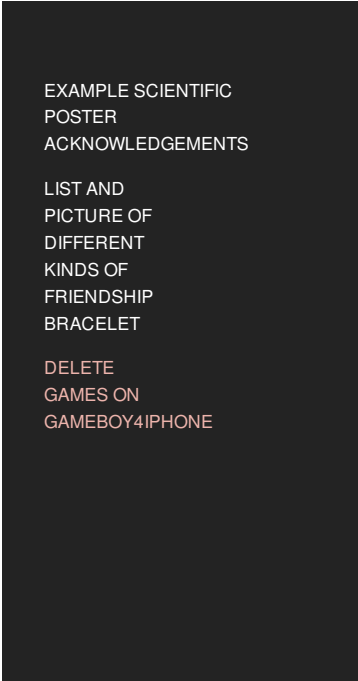 EXAMPLE SCIENTIFIC
POSTER
ACKNOWLEDGEMENTS
LIST AND
PICTURE OF
DIFFERENT
KINDS OF
FRIENDSHIP
BRACELET
DELETE
GAMES ON
GAMEBOY4IPHONE